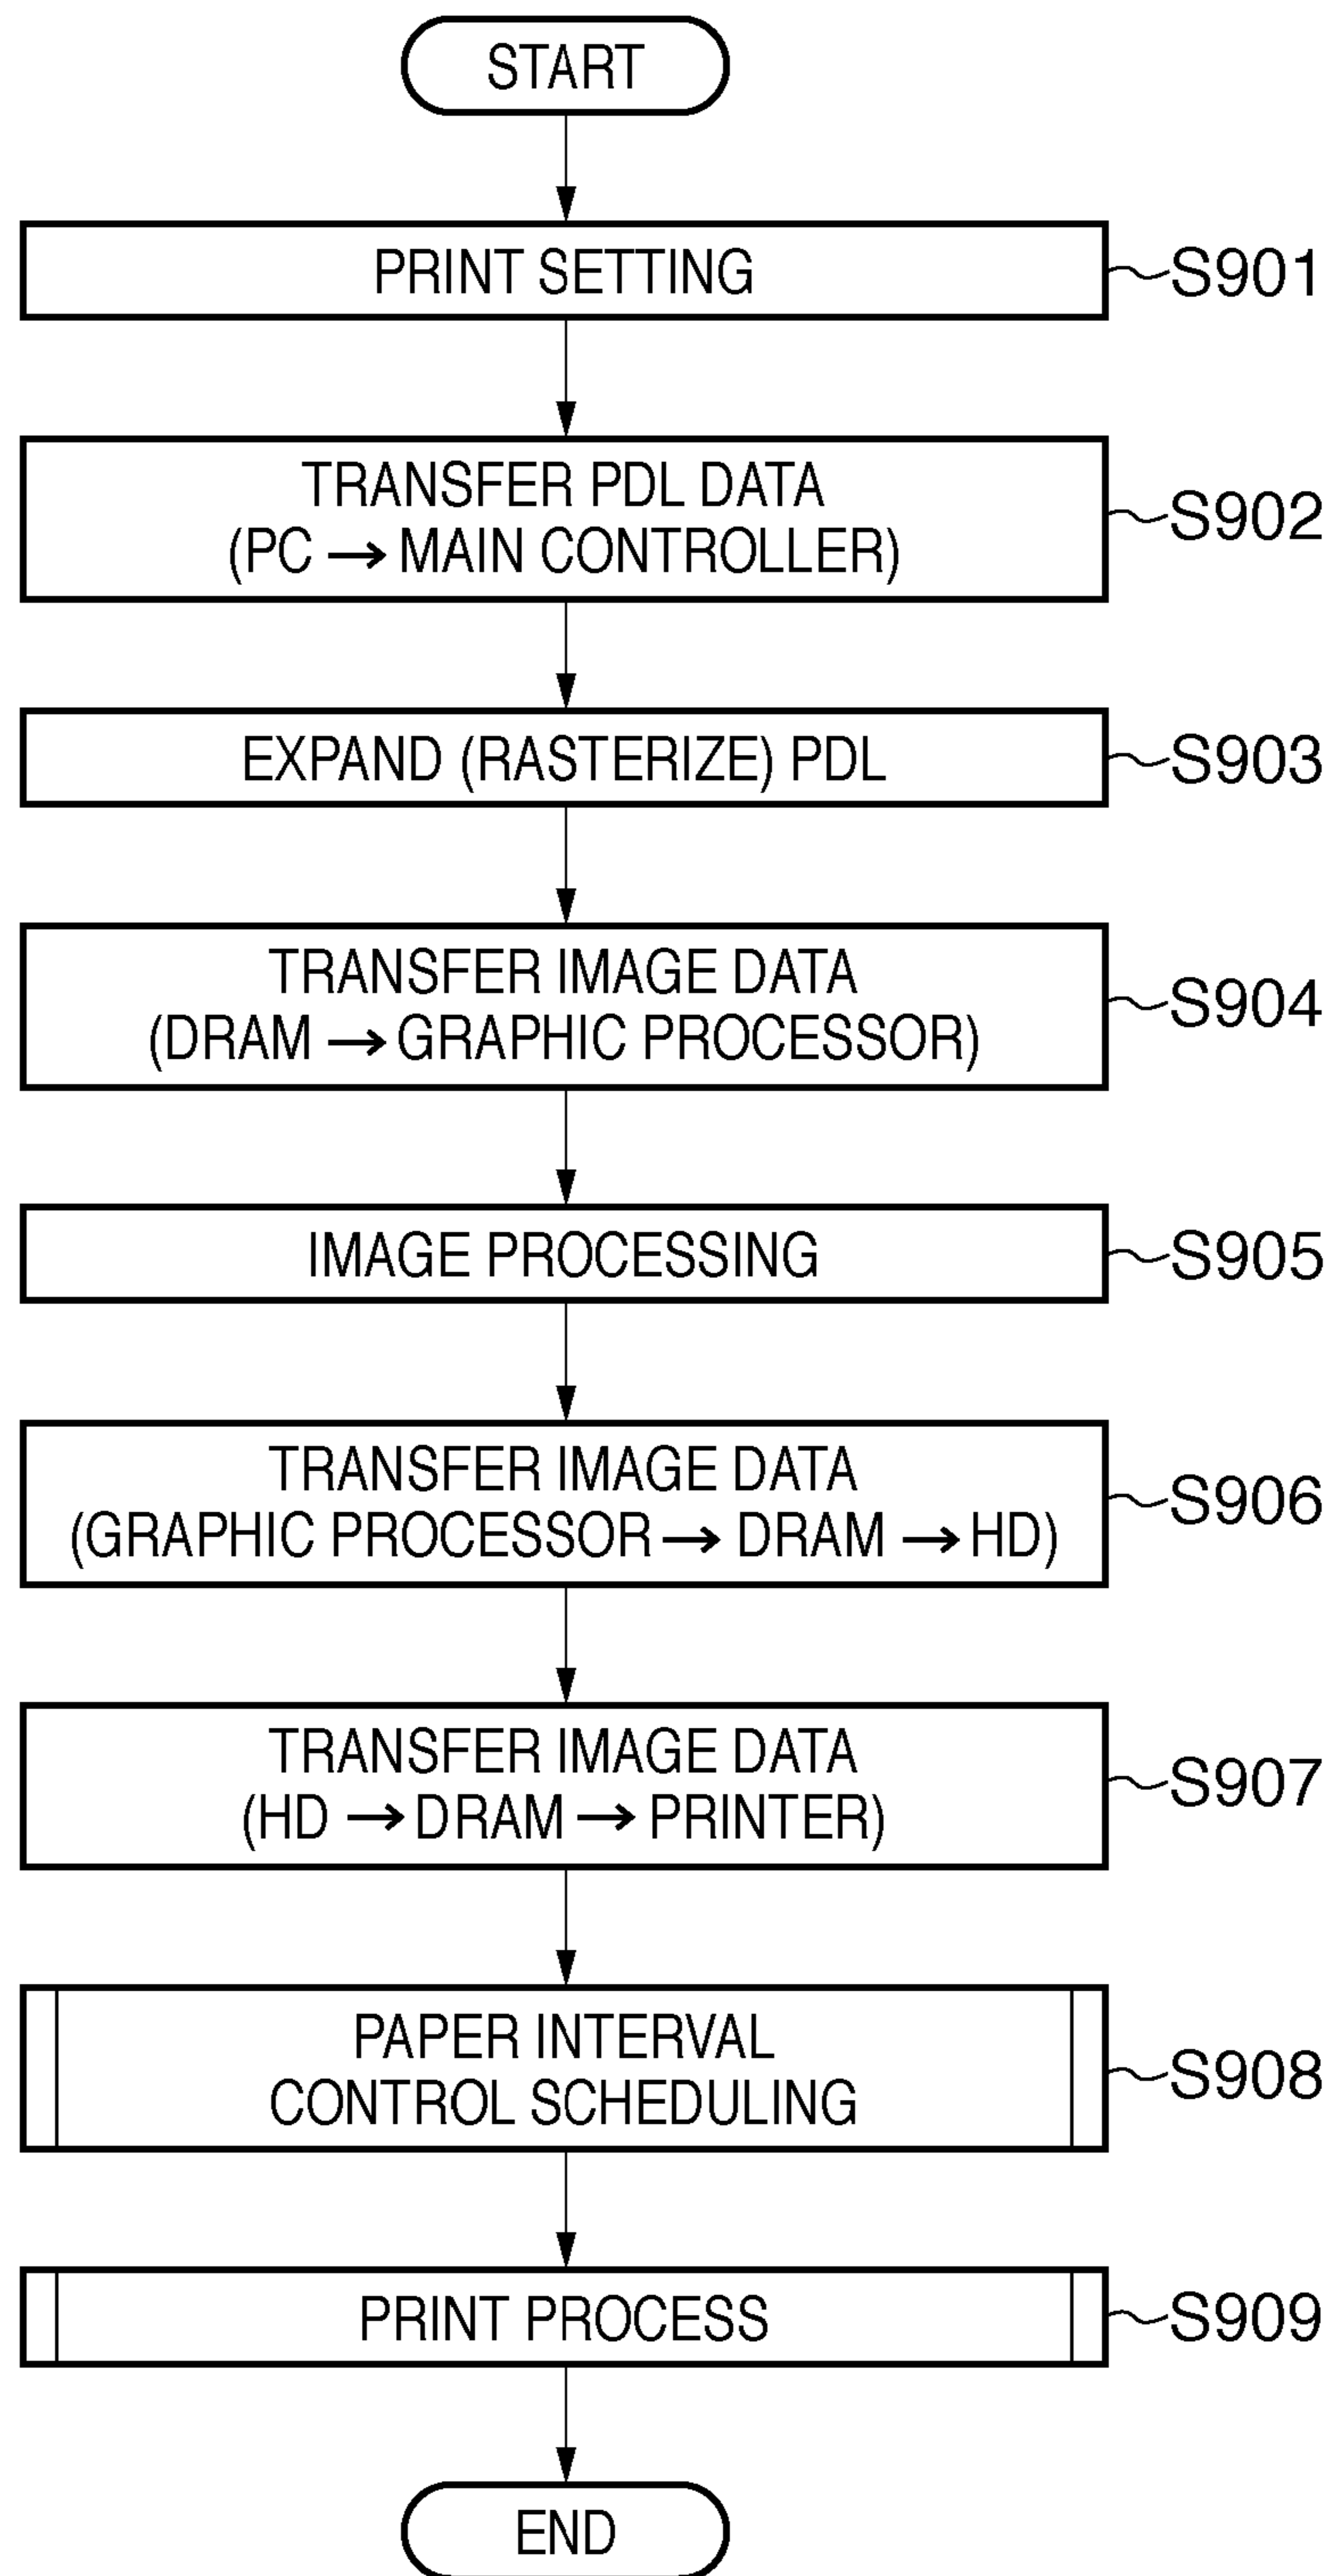 START
PRINT SETTING
S901
TRANSFER PDL DATA
(PC → MAIN CONTROLLER)
S902
EXPAND (RASTERIZE) PDL
S903
TRANSFER IMAGE DATA
(DRAM → GRAPHIC PROCESSOR)
S904
IMAGE PROCESSING
S905
TRANSFER IMAGE DATA
(GRAPHIC PROCESSOR → DRAM → HD)
S906
TRANSFER IMAGE DATA
(HD → DRAM → PRINTER)
S907
PAPER INTERVAL
CONTROL SCHEDULING
S908
PRINT PROCESS
S909
END